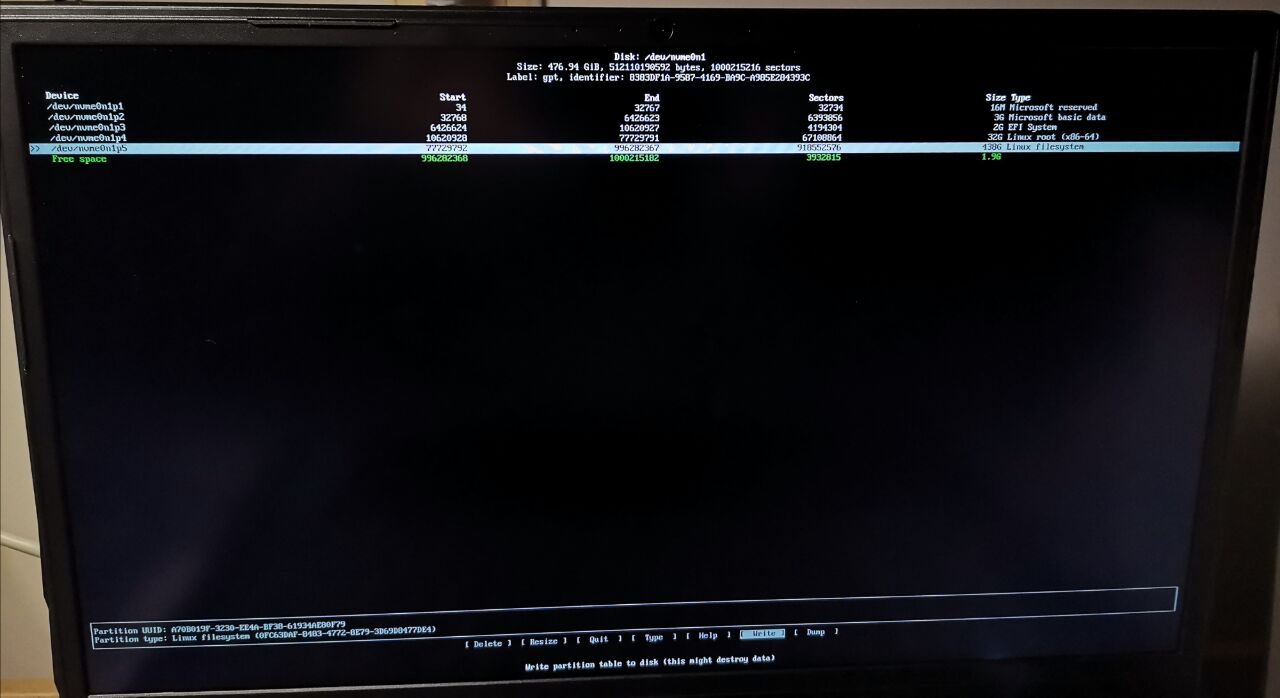 Disk: /dev/nvme0n1
Size: 476.94 GiB, 512110190592 bytes, 1000215216 sectors
Label: gpt, identifier: 8383DF1A-9587-4169-BA9C-A985E284393C
Device Start End Sectors Size Type
/dev/nvme0n1p1 34 32767 32734 16M Microsoft reserved
/dev/nvme0n1p2 32768 6426623 6393856 3G Microsoft basic data
/dev/nvme0n1p3 6426624 10620927 4194304 2G EFI System
/dev/nvme0n1p4 10620928 77729791 67108864 32G Linux root (x86-64)
>> /dev/nvme0n1p5 77729792 996282367 918552576 438G Linux filesystem
Free space 996282368 1000215182 3932815 1.9G
Partition UUID: A70B019F-3230-EE4A-BF38-61934AE80F79
Partition type: Linux filesystem (0FC63DAF-8483-4772-8E79-3D69D8477DE4)
[ Delete ] [ Resize ] [ Quit ] [ Type ] [ Help ] [ Write ] [ Dump ]
Write partition table to disk (this might destroy data)